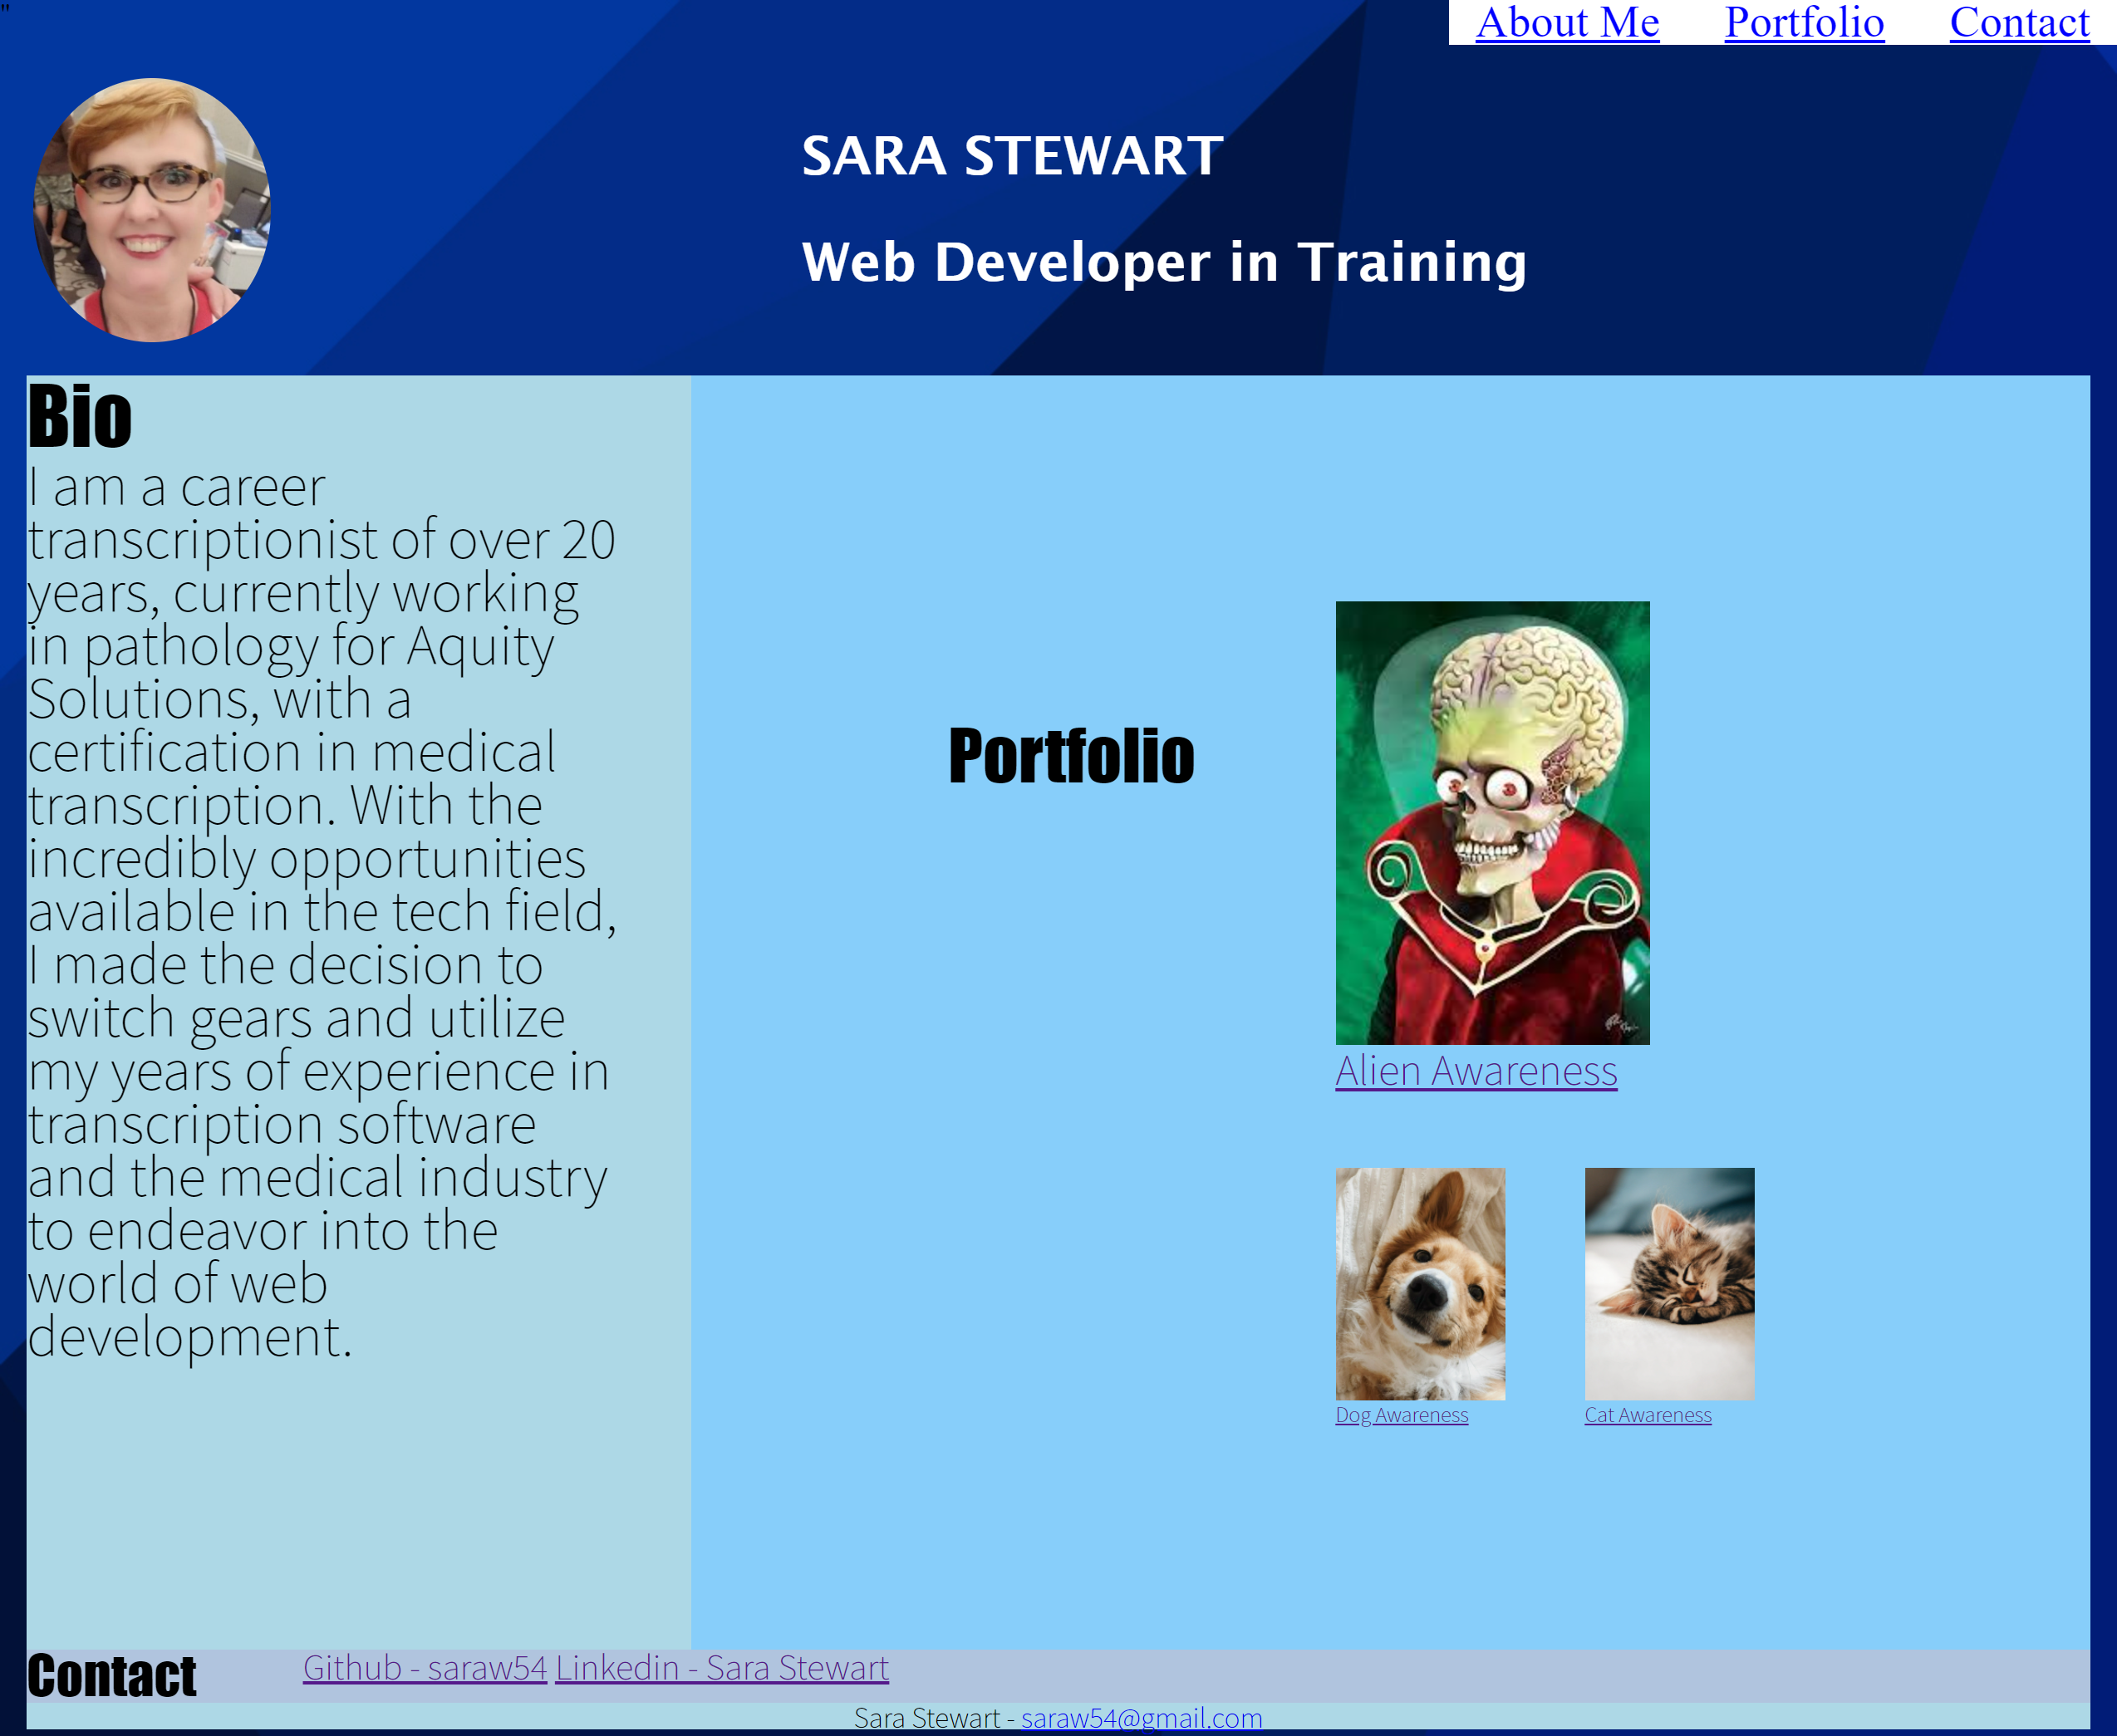 "
About Me Portfolio Contact
SARA STEWART
Web Developer in Training
Bio
I am a career
transcriptionist of over 20
years, currently working
in pathology for Aquity
Solutions, with a
certification in medical
transcription. With the
incredibly opportunities
available in the tech field,
I made the decision to
switch gears and utilize
my years of experience in
transcription software
and the medical industry
to endeavor into the
world of web
development.
Portfolio
Alien Awareness
Dog Awareness
Cat Awareness
Contact
Github - saraw54 Linkedin - Sara Stewart
Sara Stewart - saraw54@gmail.com